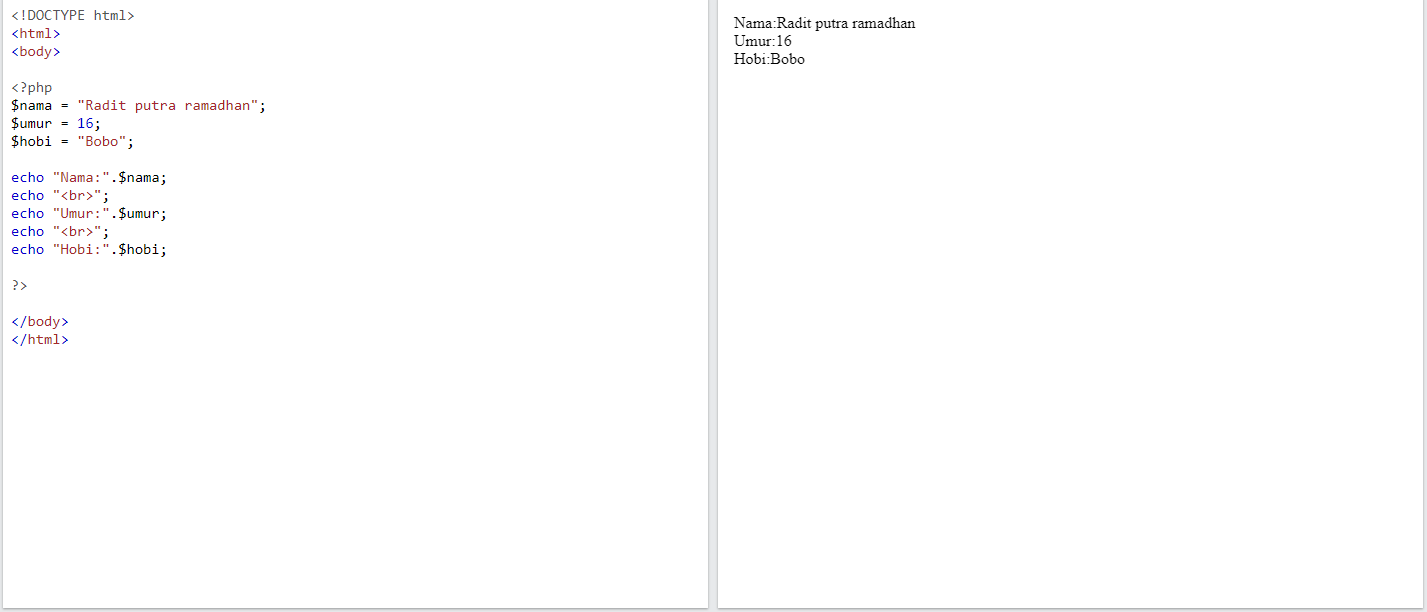 <!DOCTYPE html>
<html>
<body>
<?php
$nama = "Radit putra ramadhan";
$umur = 16;
$hobi = "Bobo";
echo "Nama:".$nama;
echo "<br>";
echo "Umur:".$umur;
echo "<br>";
echo "Hobi:".$hobi;
?>
</body>
</html>
Nama:Radit putra ramadhan
Umur:16
Hobi:Bobo